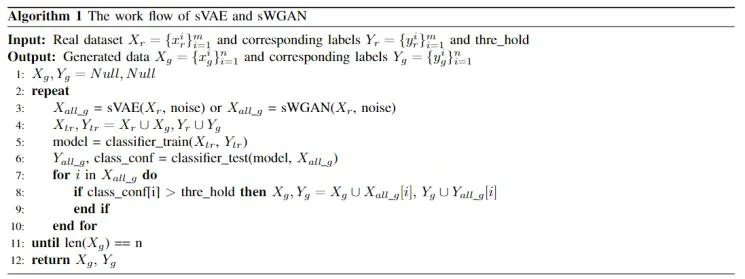 Algorithm 1 The work flow of sVAE and sWGAN
Input: Real dataset $X_r = \{x_r^i\}_{i=1}^m$ and corresponding labels $Y_r = \{y_r^i\}_{i=1}^m$ and thre_hold
Output: Generated data $X_g = \{x_g^i\}_{i=1}^n$ and corresponding labels $Y_g = \{y_g^i\}_{i=1}^n$
1: $X_g, Y_g = Null, Null$
2: repeat
3: $X_{all\_g}$ = sVAE($X_r$, noise) or $X_{all\_g}$ = sWGAN($X_r$, noise)
4: $X_{tr}, Y_{tr} = X_r \cup X_g, Y_r \cup Y_g$
5: model = classifier_train($X_{tr}$, $Y_{tr}$)
6: $Y_{all\_g}$, class_conf = classifier_test(model, $X_{all\_g}$)
7: for $i$ in $X_{all\_g}$ do
8: if class_conf[i] > thre_hold then $X_g, Y_g = X_g \cup X_{all\_g}[i], Y_g \cup Y_{all\_g}[i]$
9: end if
10: end for
11: until len($X_g$) == n
12: return $X_g$, $Y_g$